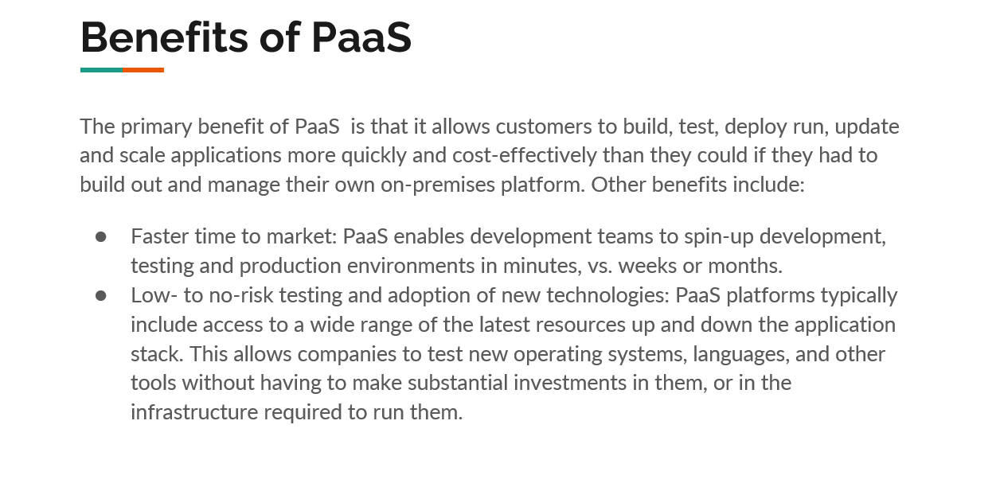 Benefits of PaaS
The primary benefit of PaaS  is that it allows customers to build, test, deploy run, update
and scale applications more quickly and cost-effectively than they could if they had to
build out and manage their own on-premises platform. Other benefits include:
● Faster time to market: PaaS enables development teams to spin-up development,
testing and production environments in minutes, vs. weeks or months.
● Low- to no-risk testing and adoption of new technologies: PaaS platforms typically
include access to a wide range of the latest resources up and down the application
stack. This allows companies to test new operating systems, languages, and other
tools without having to make substantial investments in them, or in the
infrastructure required to run them.